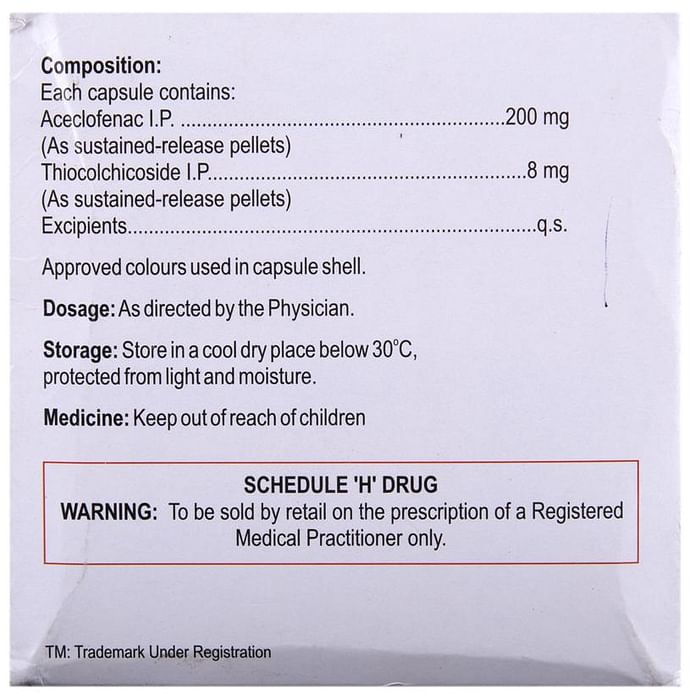 Composition:
Each capsule contains:
Aceclofenac I.P. ............................................................200 mg
(As sustained-release pellets)
Thiocolchicoside I.P...........................................................8 mg
(As sustained-release pellets)
Excipients...........................................................................q.s.
Approved colours used in capsule shell.
Dosage: As directed by the Physician.
Storage: Store in a cool dry place below 30°C,
protected from light and moisture.
Medicine: Keep out of reach of children
SCHEDULE 'H' DRUG
WARNING: To be sold by retail on the prescription of a Registered
Medical Practitioner only.
TM: Trademark Under Registration